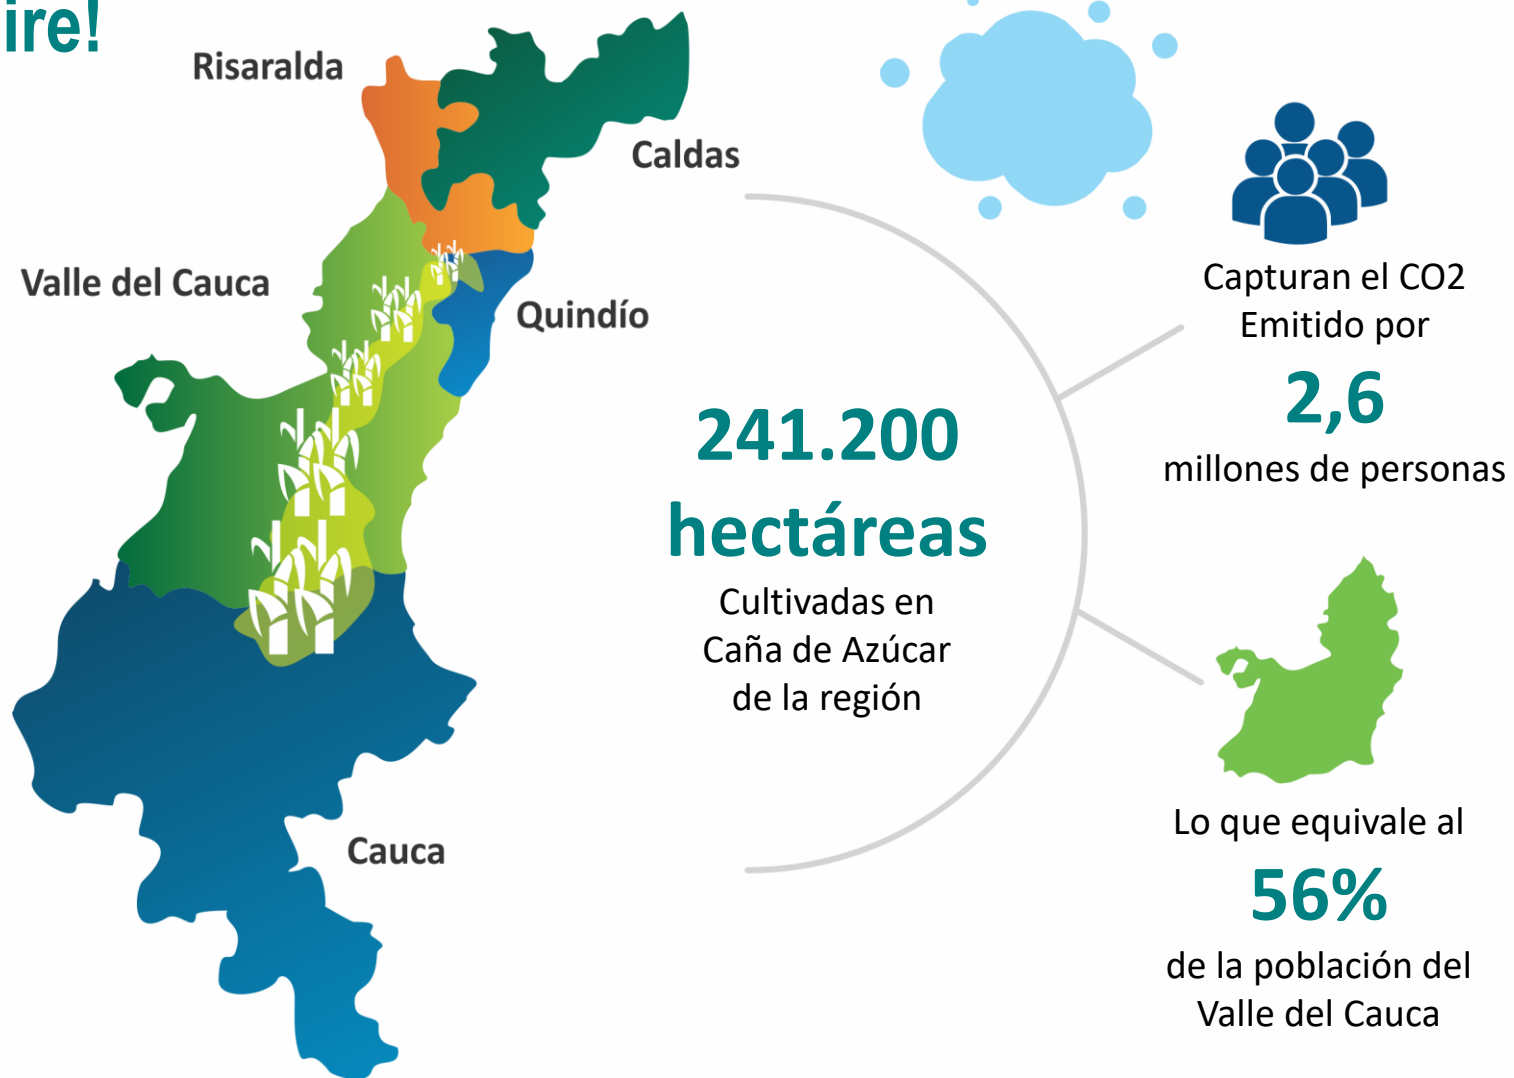 ire!
Risaralda
Caldas
Valle del Cauca
Quindío
Cauca
241.200
hectáreas
Cultivadas en
Caña de Azúcar
de la región
Capturan el CO2
Emitido por
2,6
millones de personas
Lo que equivale al
56%
de la población del
Valle del Cauca